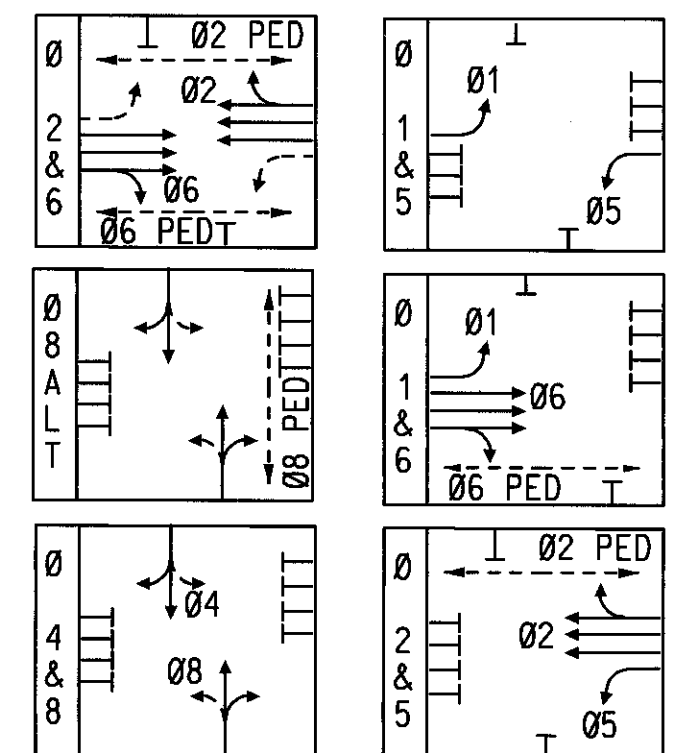 Ø 2 & 6
Ø2 PED
Ø2
Ø6
Ø6 PED
Ø 1 & 5
Ø1
Ø5
Ø 8 A L T
Ø8 PED
Ø 1 & 6
Ø1
Ø6
Ø6 PED
Ø 4 & 8
Ø4
Ø8
Ø 2 & 5
Ø2 PED
Ø2
Ø5